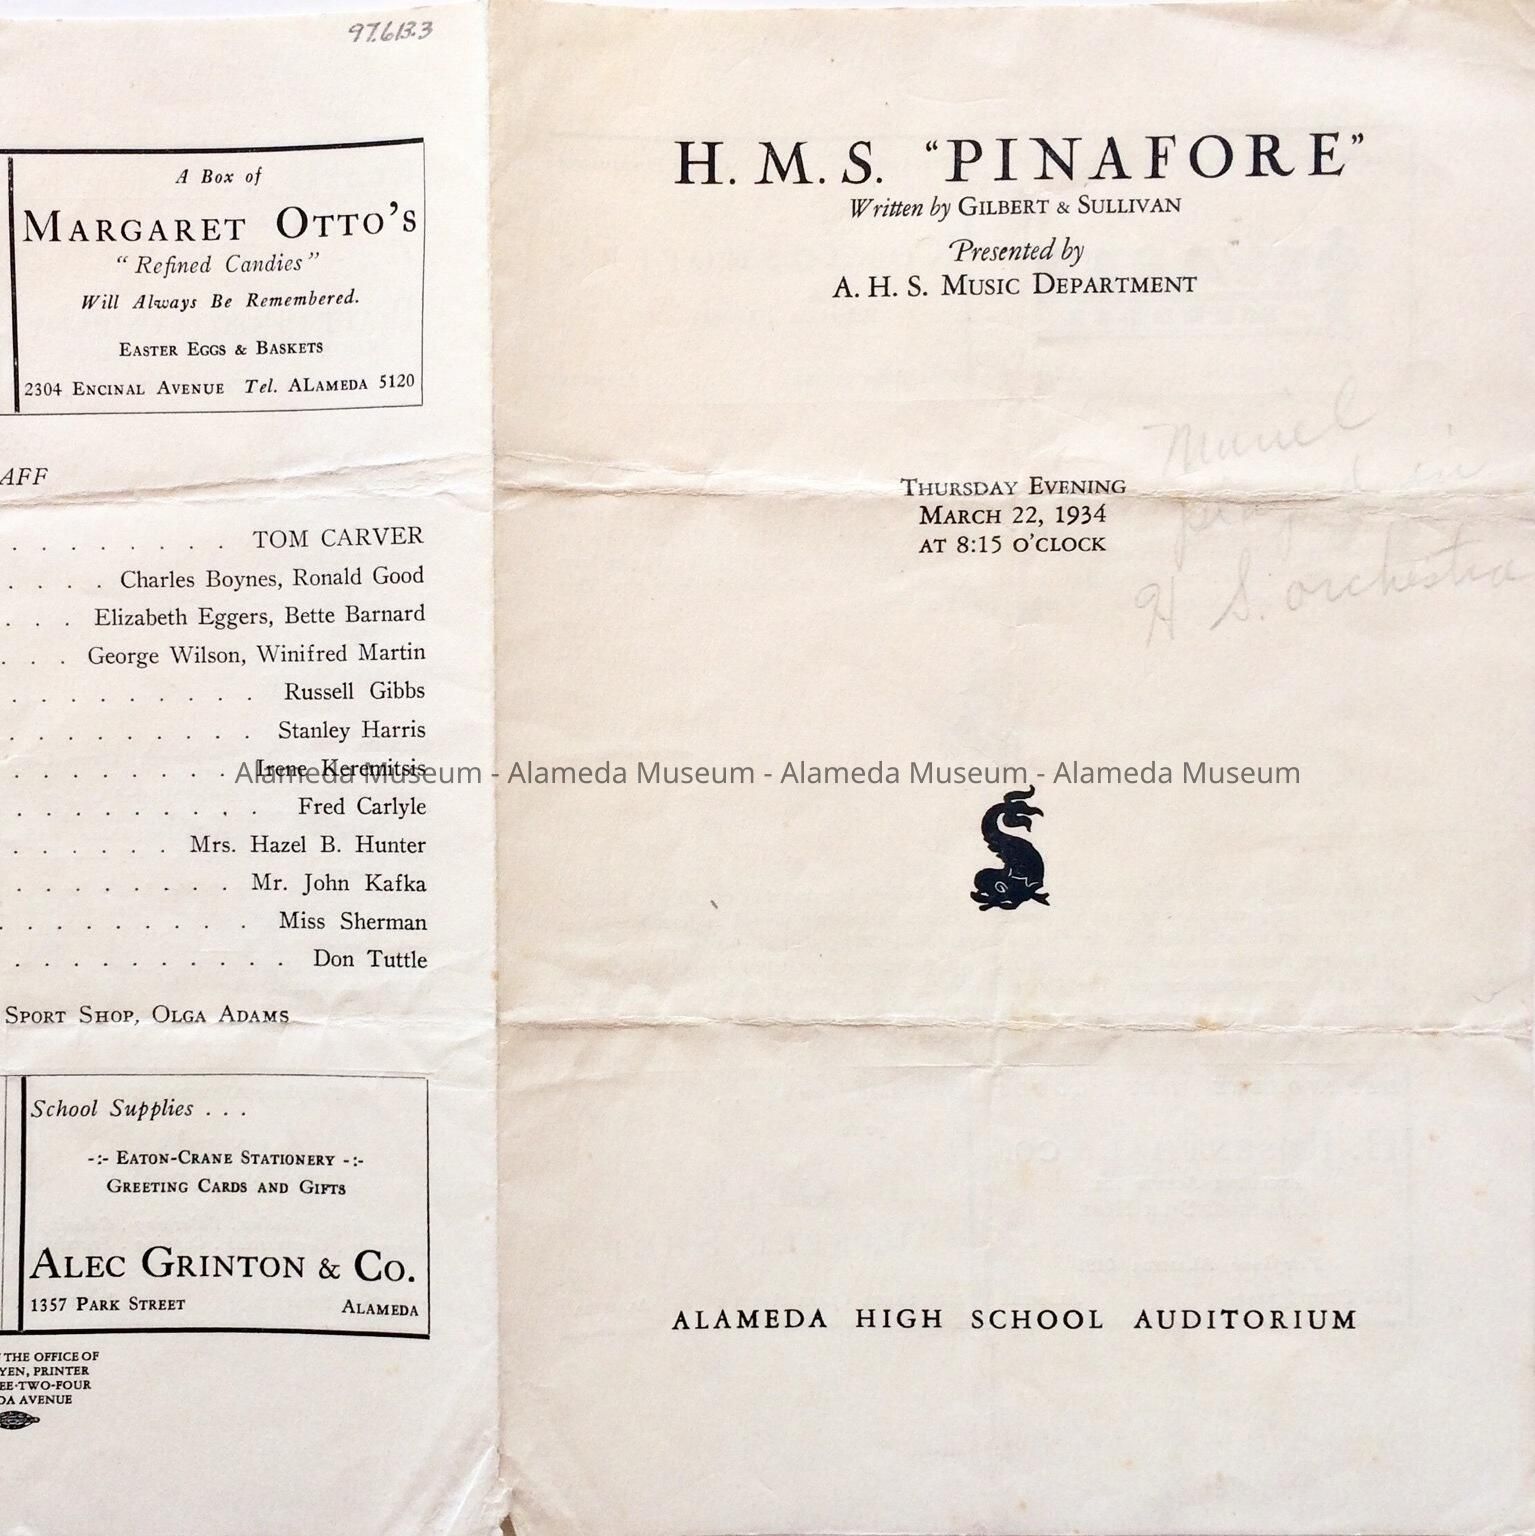 97.613.3
A Box of
MARGARET OTTO'S
"Refined Candies"
Will Always Be Remembered.
EASTER EGGS & BASKETS
2304 ENCINAL AVENUE Tel. ALAMEDA 5120
AFF
. . . . . . . . TOM CARVER
. . . . Charles Boynes, Ronald Good
. . . Elizabeth Eggers, Bette Barnard
. . . George Wilson, Winifred Martin
. . . . . . . . . Russell Gibbs
. . . . . . . . . Stanley Harris
. . . . . . . . Irene Keremitsis
. . . . . . . . . Fred Carlyle
. . . . . . Mrs. Hazel B. Hunter
. . . . . . . . Mr. John Kafka
. . . . . . . . . Miss Sherman
. . . . . . . . . . Don Tuttle
SPORT SHOP, OLGA ADAMS
School Supplies . . .
-:- EATON-CRANE STATIONERY -:-
GREETING CARDS AND GIFTS
ALEC GRINTON & CO.
1357 PARK STREET ALAMEDA
THE OFFICE OF
YEN, PRINTER
EE-TWO-FOUR
DA AVENUE
H. M. S. "PINAFORE"
Written by GILBERT & SULLIVAN
Presented by
A. H. S. MUSIC DEPARTMENT
THURSDAY EVENING
MARCH 22, 1934
AT 8:15 O'CLOCK
Muriel
played in
H S. orchestra
Alameda Museum - Alameda Museum - Alameda Museum - Alameda Museum
ALAMEDA HIGH SCHOOL AUDITORIUM